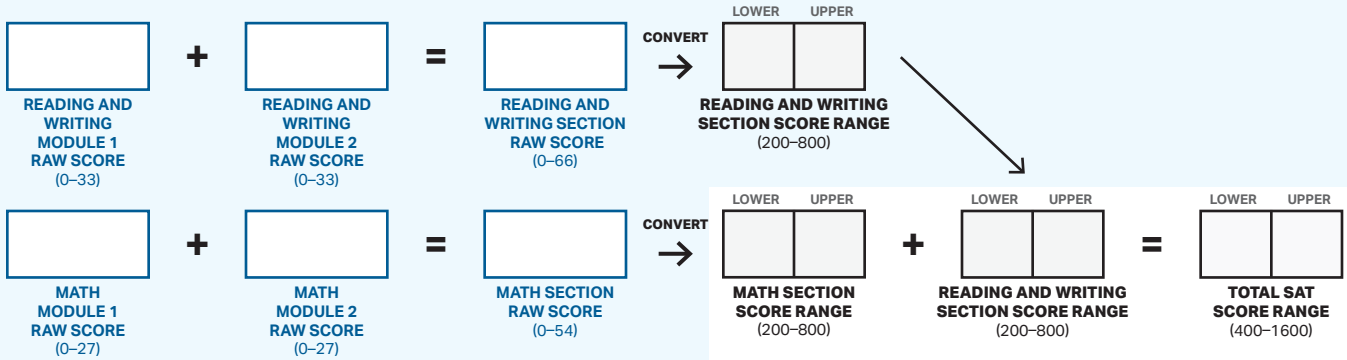 LOWER UPPER
+ = CONVERT →
READING AND
WRITING
MODULE 1
RAW SCORE
(0–33)
READING AND
WRITING
MODULE 2
RAW SCORE
(0–33)
READING AND
WRITING SECTION
RAW SCORE
(0–66)
READING AND WRITING
SECTION SCORE RANGE
(200–800)
LOWER UPPER
LOWER UPPER
LOWER UPPER
+ = CONVERT → + =
MATH
MODULE 1
RAW SCORE
(0–27)
MATH
MODULE 2
RAW SCORE
(0–27)
MATH SECTION
RAW SCORE
(0–54)
MATH SECTION
SCORE RANGE
(200–800)
READING AND WRITING
SECTION SCORE RANGE
(200–800)
TOTAL SAT
SCORE RANGE
(400–1600)